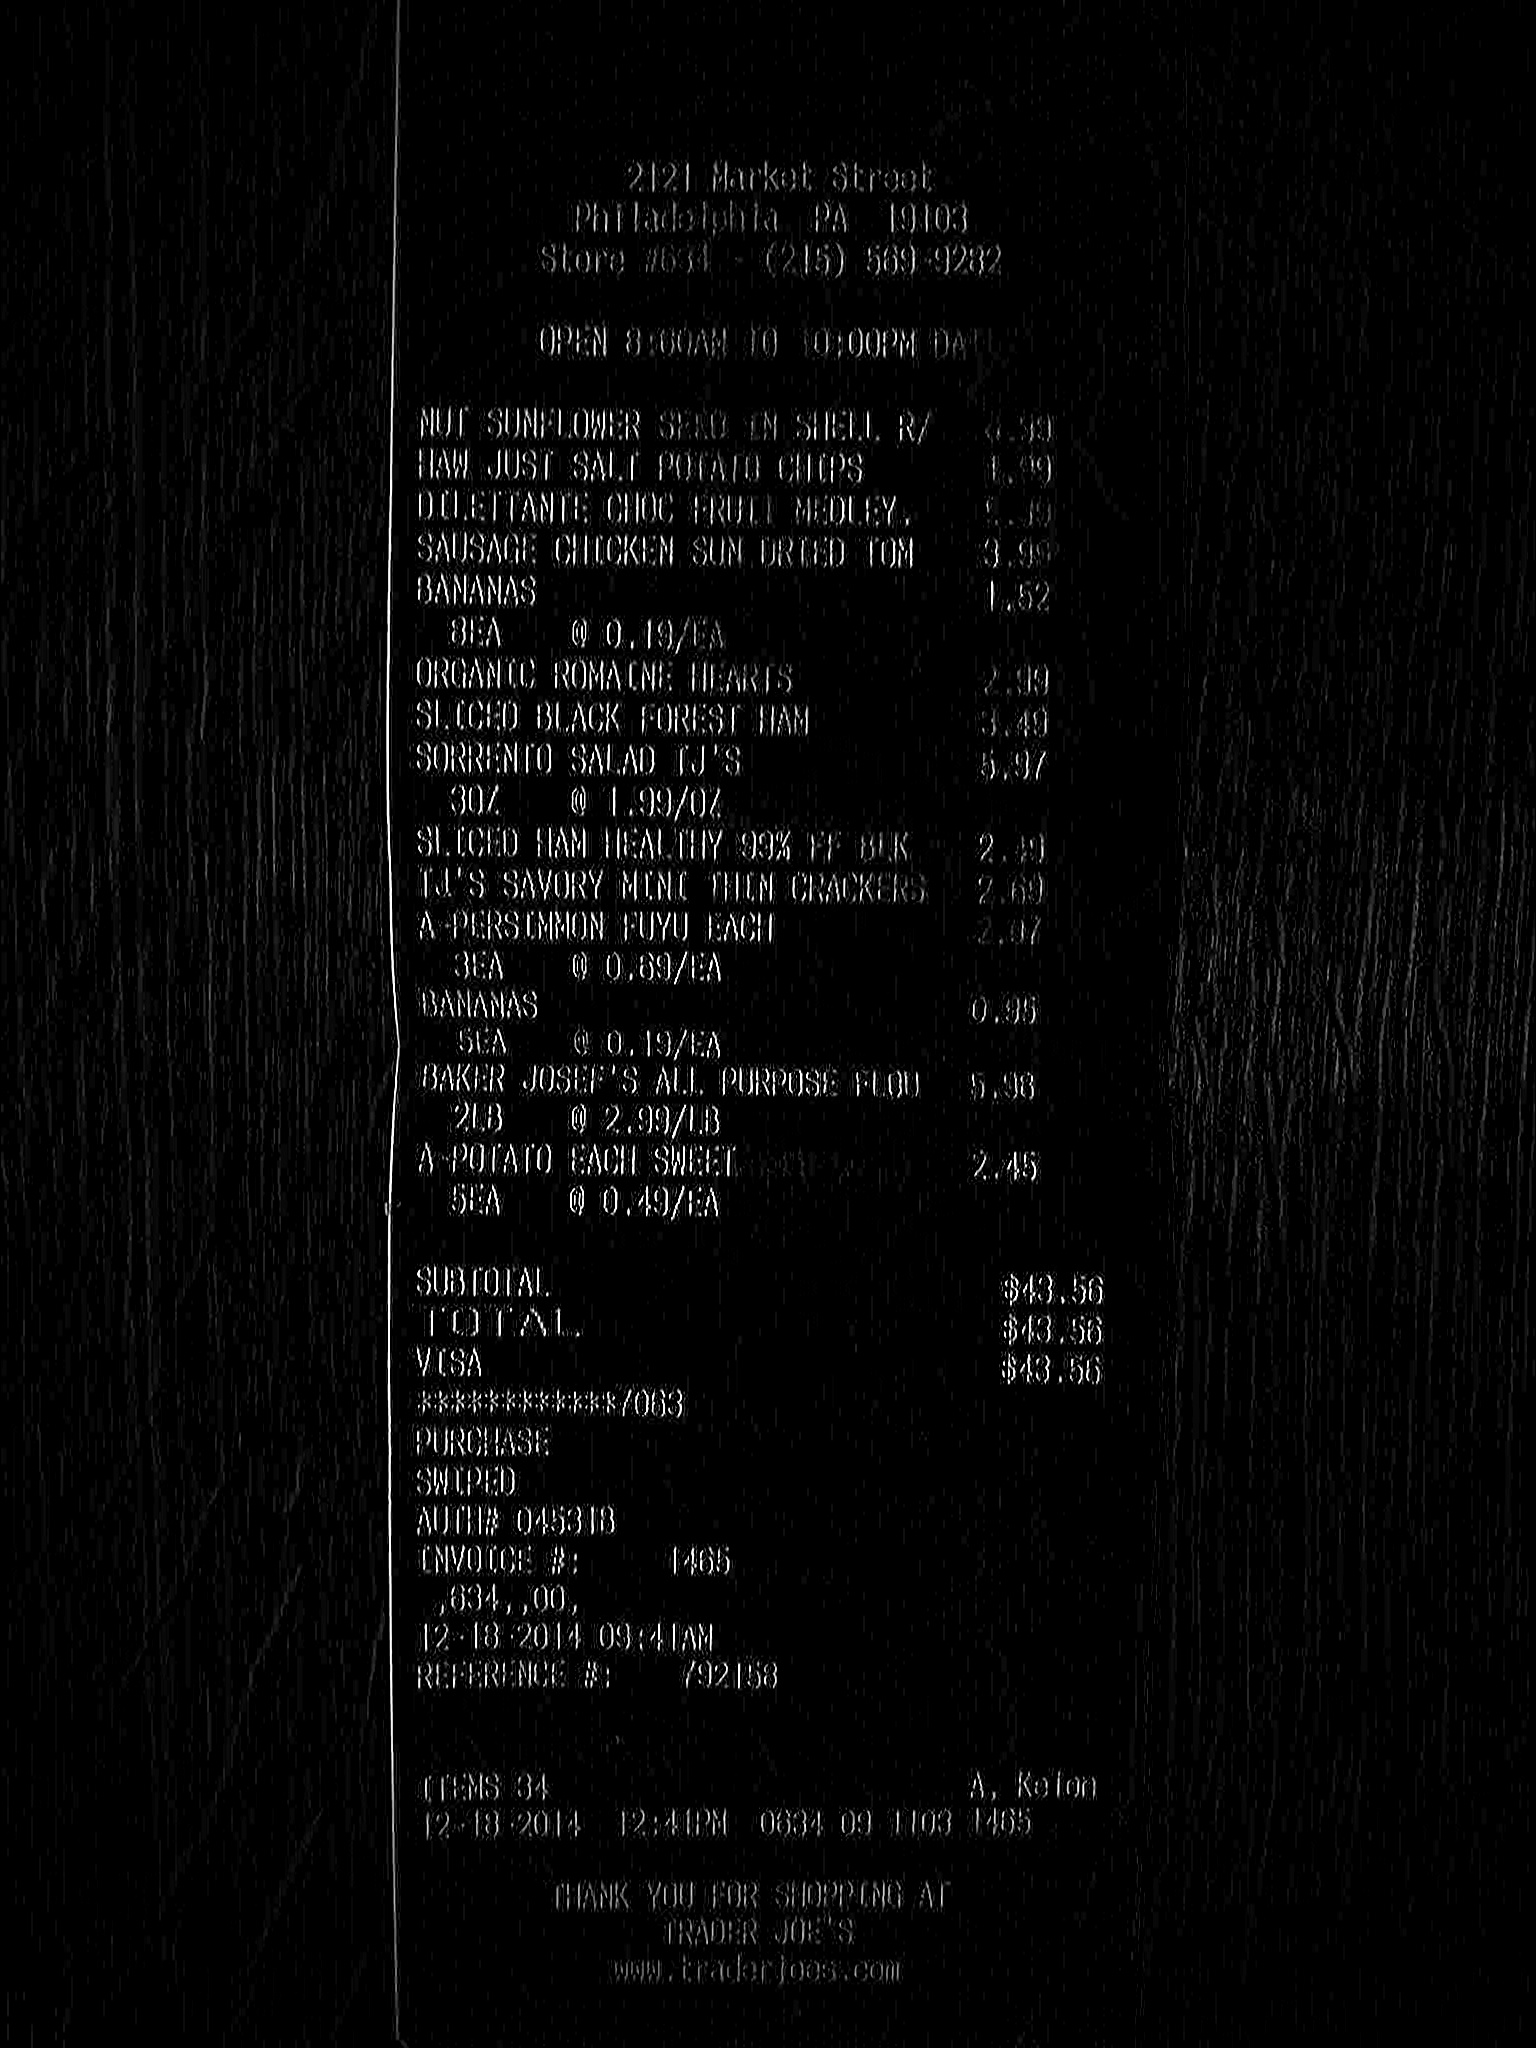 2121 Market Street
Philadelphia PA 19103
Store #634 - (215) 569-9282
OPEN 8:00AM TO 10:00PM
NUT SUNFLOWER SEED IN SHELL R/
HAW JUST SALT POTATO CHIPS 1.99
DILETTANTE CHOC FRUIT MEDLEY.
SAUSAGE CHICKEN SUN DRIED TOM 3.99
BANANAS 1.52
8EA @ 0.19/EA
ORGANIC ROMAINE HEARTS 2.99
SLICED BLACK FOREST HAM 3.49
SORRENTO SALAD TJ'S 5.97
3OZ @ 1.99/OZ
SLICED HAM HEALTHY 99% FF BLK 2.49
TJ'S SAVORY MINI THIN CRACKERS 2.69
A-PERSIMMON FUYU EACH 2.07
3EA @ 0.69/EA
BANANAS 0.95
5EA @ 0.19/EA
BAKER JOSEF'S ALL PURPOSE FLOU 5.98
2LB @ 2.99/LB
A-POTATO EACH SWEET 2.45
5EA @ 0.49/EA
SUBTOTAL $43.56
TOTAL $43.56
VISA $43.56
************7063
PURCHASE
SWIPED
AUTH# 04531B
INVOICE #: 1465
,634,,00,
12-18-2014 09:41AM
REFERENCE #: 792158
ITEMS 34 A, Kelon
12-18-2014 12:41PM 0634 09 1103 1465
THANK YOU FOR SHOPPING AT
TRADER JOE'S
www.traderjoes.com